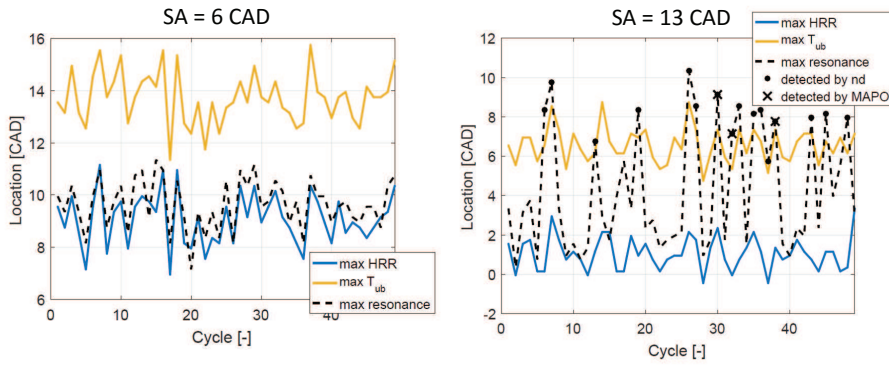 SA = 6 CAD
16
14
12
10
8
6
Location [CAD]
0
10
20
30
40
Cycle [-]
max HRR
max T_ub
max resonance
SA = 13 CAD
12
10
8
6
4
2
0
-2
Location [CAD]
0
10
20
30
40
Cycle [-]
max HRR
max T_ub
max resonance
detected by nd
detected by MAPO